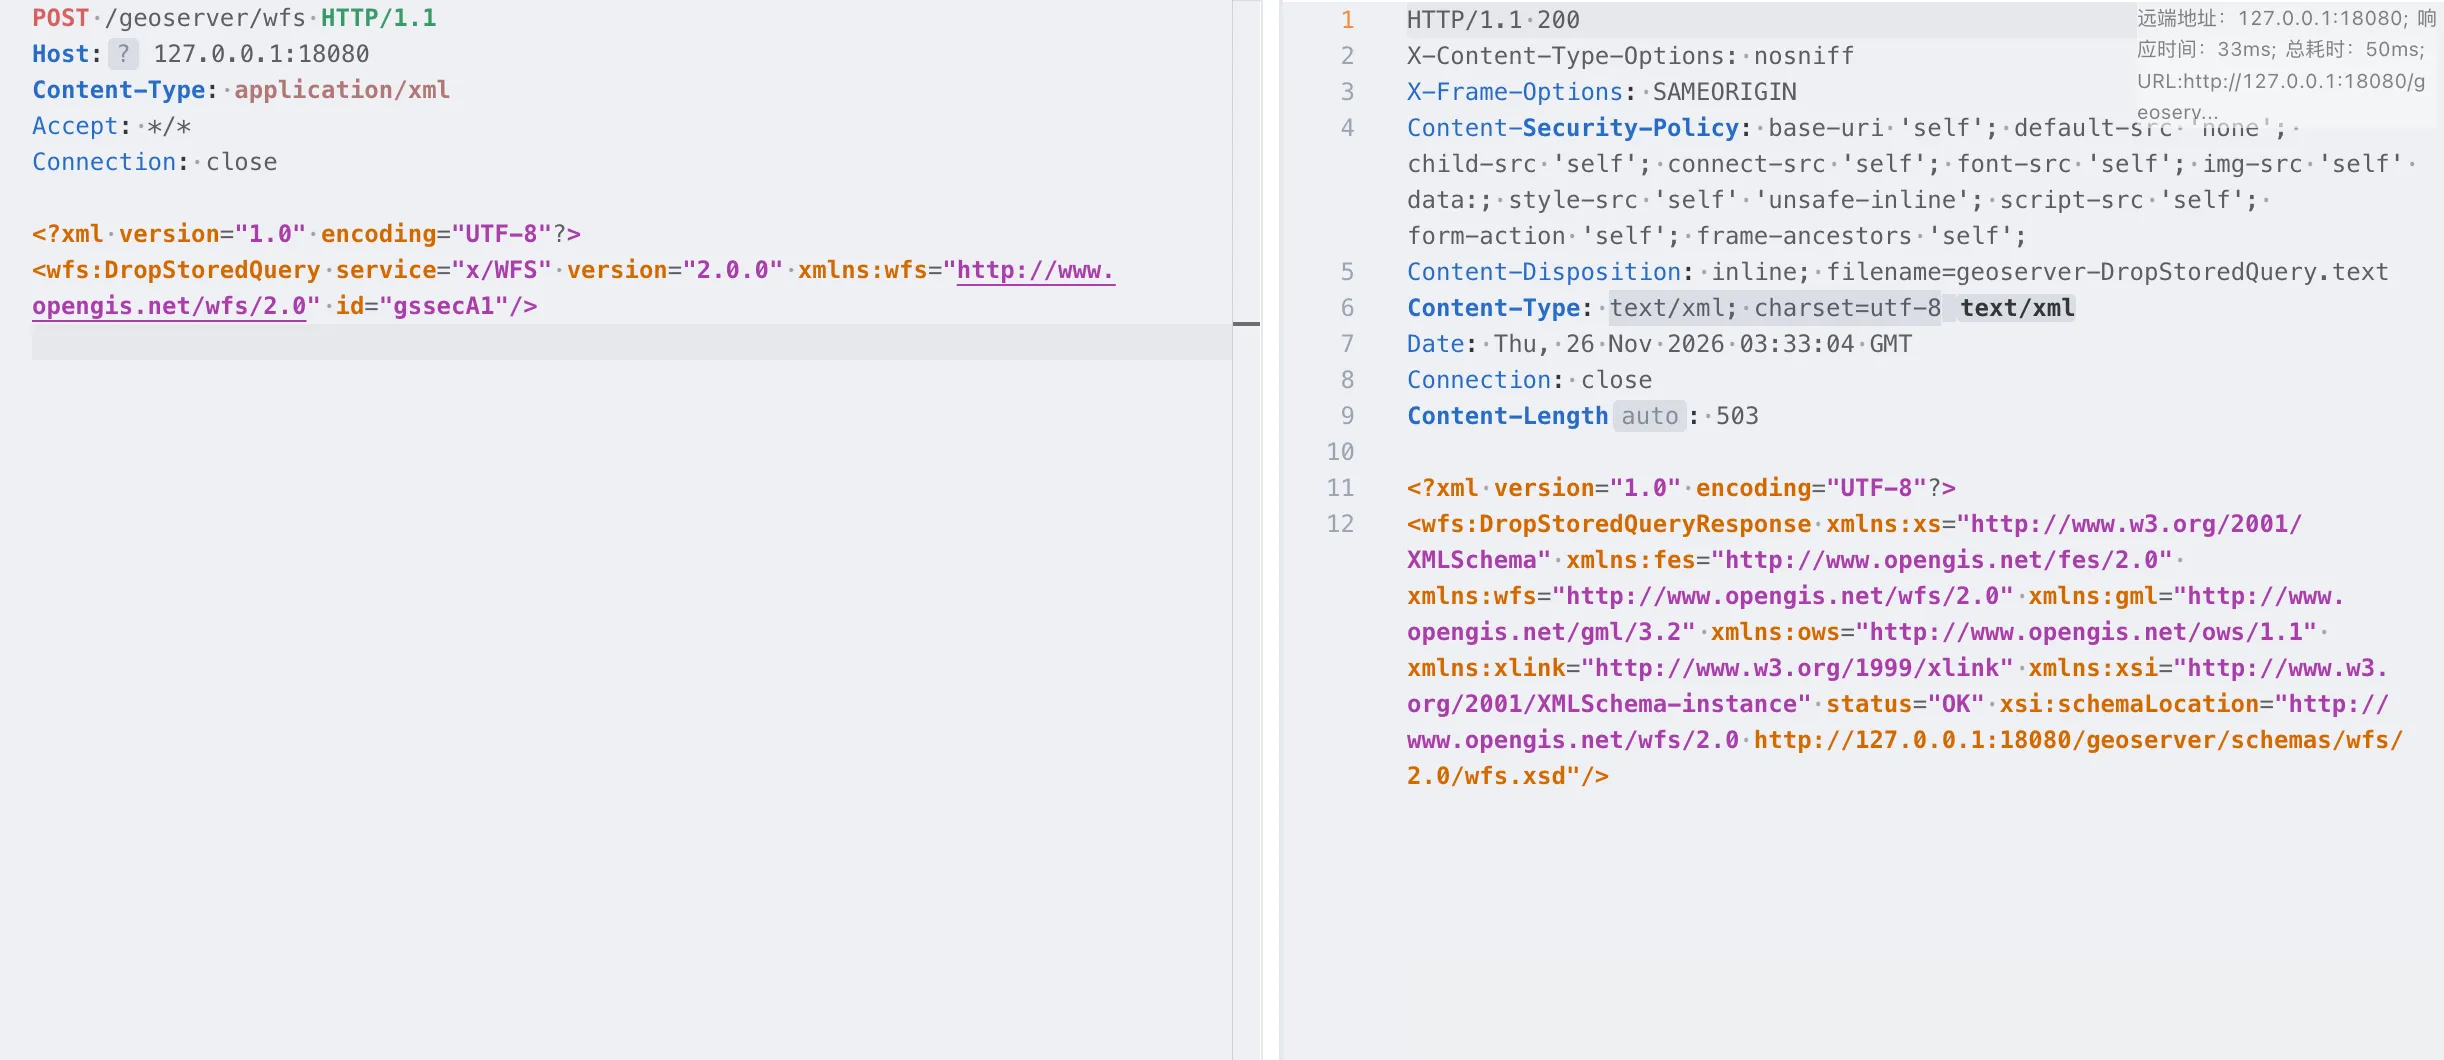 POST /geoserver/wfs HTTP/1.1
Host: ? 127.0.0.1:18080
Content-Type: application/xml
Accept: */*
Connection: close
<?xml version="1.0" encoding="UTF-8"?>
<wfs:DropStoredQuery service="x/WFS" version="2.0.0" xmlns:wfs="http://www.
opengis.net/wfs/2.0" id="gssecA1"/>
1 HTTP/1.1 200
2 X-Content-Type-Options: nosniff
3 X-Frame-Options: SAMEORIGIN
4 Content-Security-Policy: base-uri 'self'; default-src 'none';
child-src 'self'; connect-src 'self'; font-src 'self'; img-src 'self'
data:; style-src 'self' 'unsafe-inline'; script-src 'self';
form-action 'self'; frame-ancestors 'self';
5 Content-Disposition: inline; filename=geoserver-DropStoredQuery.text
6 Content-Type: text/xml; charset=utf-8 text/xml
7 Date: Thu, 26 Nov 2026 03:33:04 GMT
8 Connection: close
9 Content-Length auto : 503
10
11 <?xml version="1.0" encoding="UTF-8"?>
12 <wfs:DropStoredQueryResponse xmlns:xs="http://www.w3.org/2001/
XMLSchema" xmlns:fes="http://www.opengis.net/fes/2.0"
xmlns:wfs="http://www.opengis.net/wfs/2.0" xmlns:gml="http://www.
opengis.net/gml/3.2" xmlns:ows="http://www.opengis.net/ows/1.1"
xmlns:xlink="http://www.w3.org/1999/xlink" xmlns:xsi="http://www.w3.
org/2001/XMLSchema-instance" status="OK" xsi:schemaLocation="http://
www.opengis.net/wfs/2.0 http://127.0.0.1:18080/geoserver/schemas/wfs/
2.0/wfs.xsd"/>
远端地址：127.0.0.1:18080; 响
应时间：33ms; 总耗时：50ms;
URL:http://127.0.0.1:18080/g
eoserv...